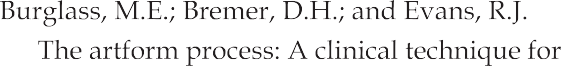 Burglass, M.E.; Bremer, D.H.; and Evans, R.J.
The artform process: A clinical technique for